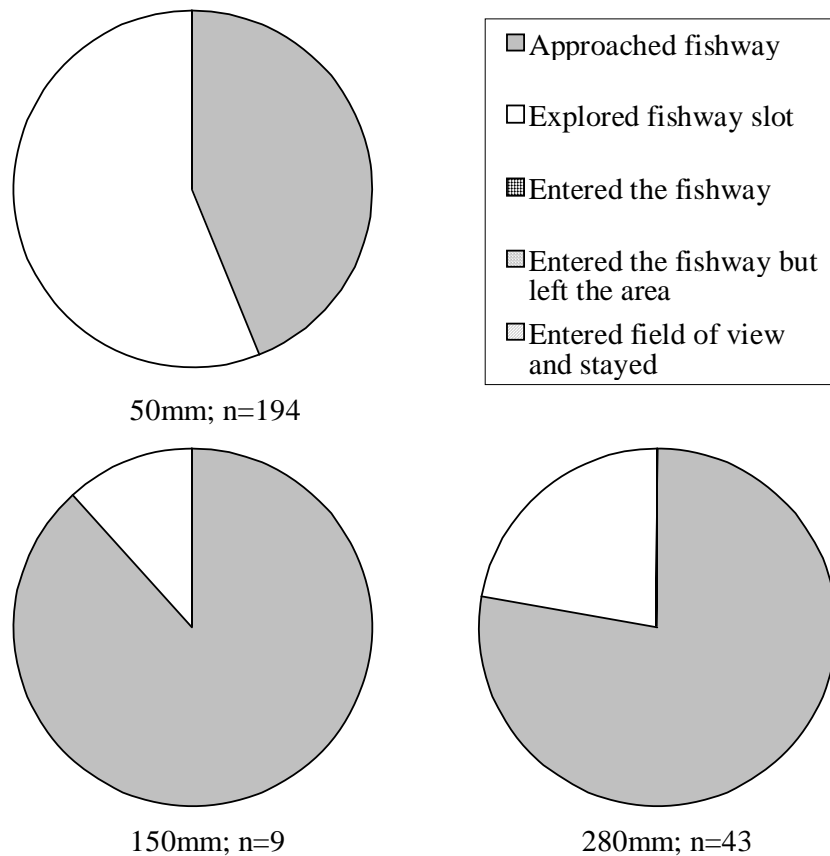 Approached fishway
Explored fishway slot
Entered the fishway
Entered the fishway but
left the area
Entered field of view
and stayed
50mm; n=194
150mm; n=9
280mm; n=43